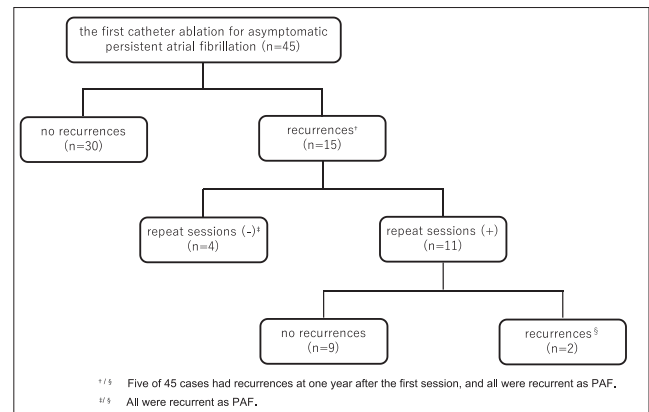 the first catheter ablation for asymptomatic
persistent atrial fibrillation (n=45)
no recurrences
(n=30)
recurrences†
(n=15)
repeat sessions (-)‡
(n=4)
repeat sessions (+)
(n=11)
no recurrences
(n=9)
recurrences§
(n=2)
†/§ Five of 45 cases had recurrences at one year after the first session, and all were recurrent as PAF.
‡/§ All were recurrent as PAF.